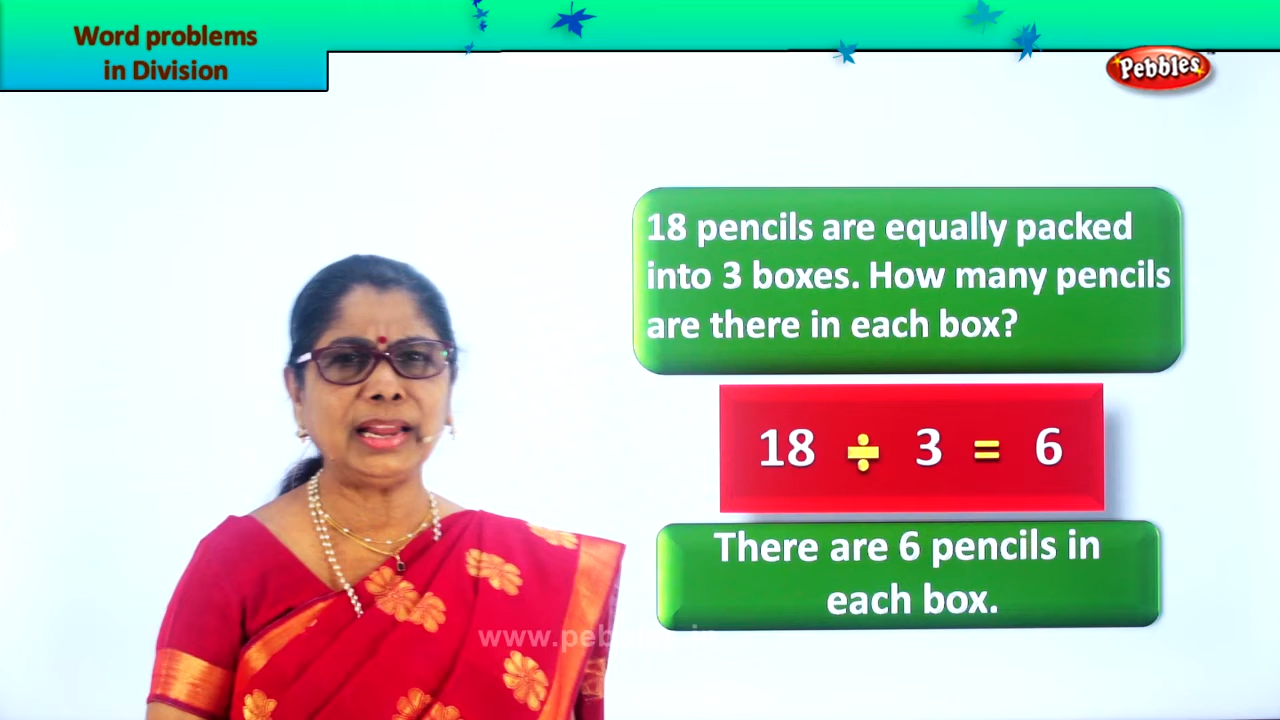 Word problems
in Division
Pebbles
18 pencils are equally packed
into 3 boxes. How many pencils
are there in each box?
18 ÷ 3 = 6
There are 6 pencils in
each box.